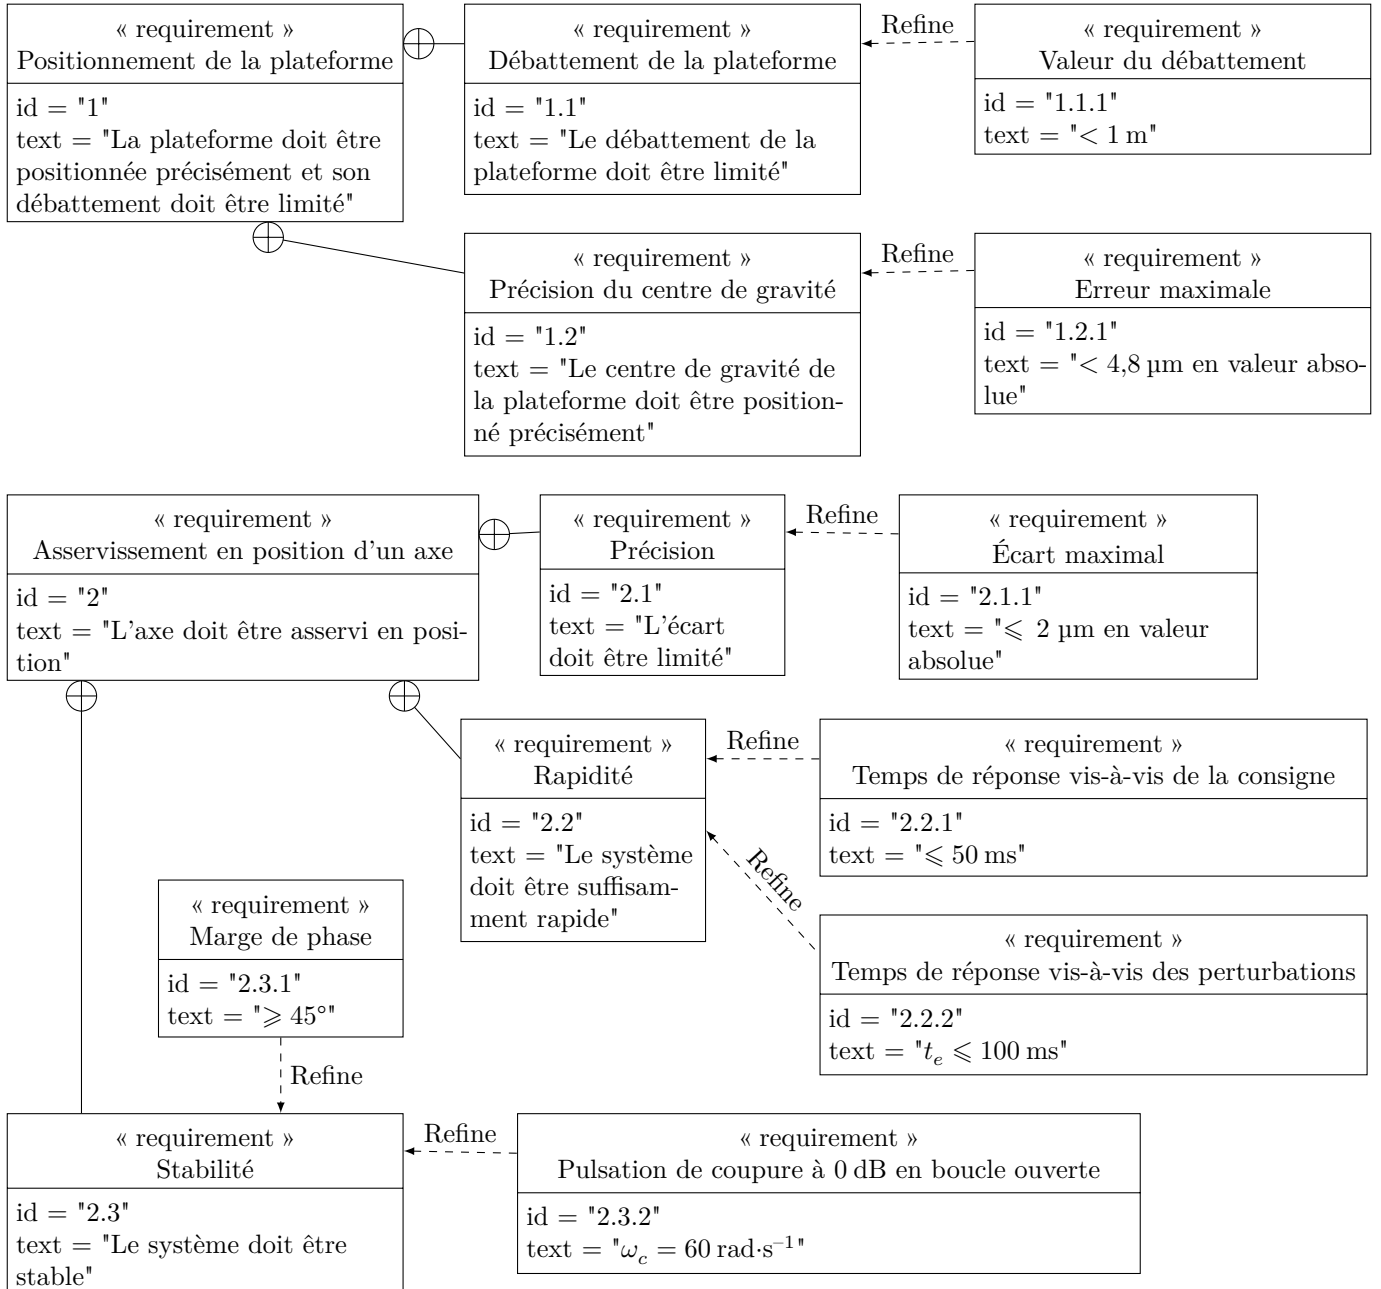 « requirement »
Positionnement de la plateforme
id = "1"
text = "La plateforme doit être
positionnée précisément et son
débattement doit être limité"
« requirement »
Débattement de la plateforme
id = "1.1"
text = "Le débattement de la
plateforme doit être limité"
Refine
« requirement »
Valeur du débattement
id = "1.1.1"
text = "< 1 m"
« requirement »
Précision du centre de gravité
id = "1.2"
text = "Le centre de gravité de
la plateforme doit être position-
né précisément"
Refine
« requirement »
Erreur maximale
id = "1.2.1"
text = "< 4,8 µm en valeur abso-
lue"
« requirement »
Asservissement en position d'un axe
id = "2"
text = "L'axe doit être asservi en posi-
tion"
« requirement »
Précision
id = "2.1"
text = "L'écart
doit être limité"
Refine
« requirement »
Écart maximal
id = "2.1.1"
text = "⩽ 2 µm en valeur
absolue"
« requirement »
Rapidité
id = "2.2"
text = "Le système
doit être suffisam-
ment rapide"
Refine
« requirement »
Temps de réponse vis-à-vis de la consigne
id = "2.2.1"
text = "⩽ 50 ms"
Refine
« requirement »
Temps de réponse vis-à-vis des perturbations
id = "2.2.2"
text = "t_e ⩽ 100 ms"
« requirement »
Marge de phase
id = "2.3.1"
text = "⩾ 45°"
Refine
« requirement »
Stabilité
id = "2.3"
text = "Le système doit être
stable"
Refine
« requirement »
Pulsation de coupure à 0 dB en boucle ouverte
id = "2.3.2"
text = "ω_c = 60 rad·s⁻¹"